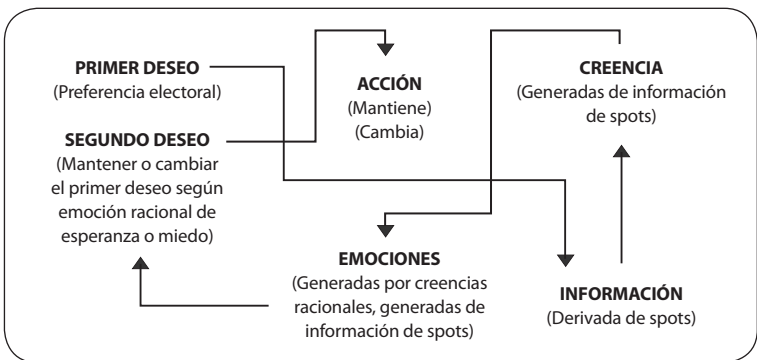 PRIMER DESEO
(Preferencia electoral)
SEGUNDO DESEO
(Mantener o cambiar
el primer deseo según
emoción racional de
esperanza o miedo)
ACCIÓN
(Mantiene)
(Cambia)
CREENCIA
(Generadas de información
de spots)
EMOCIONES
(Generadas por creencias
racionales, generadas de
información de spots)
INFORMACIÓN
(Derivada de spots)